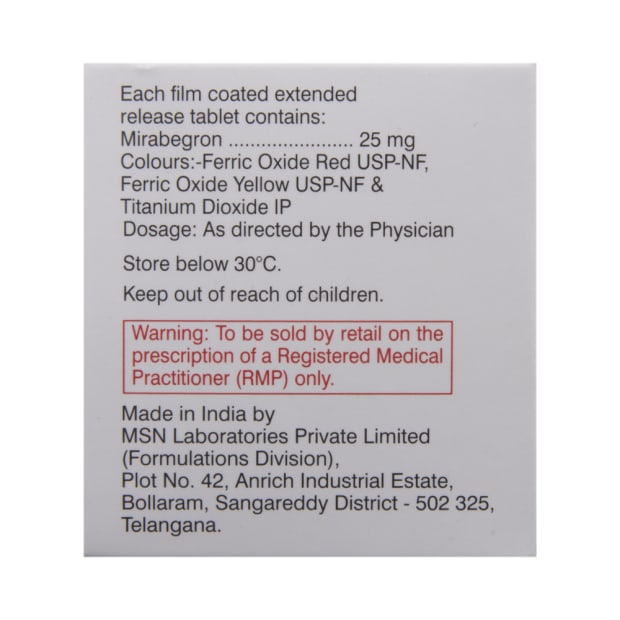 Each film coated extended
release tablet contains:
Mirabegron ........................ 25 mg
Colours:-Ferric Oxide Red USP-NF,
Ferric Oxide Yellow USP-NF &
Titanium Dioxide IP
Dosage: As directed by the Physician
Store below 30°C.
Keep out of reach of children.
Warning: To be sold by retail on the
prescription of a Registered Medical
Practitioner (RMP) only.
Made in India by
MSN Laboratories Private Limited
(Formulations Division),
Plot No. 42, Anrich Industrial Estate,
Bollaram, Sangareddy District - 502 325,
Telangana.